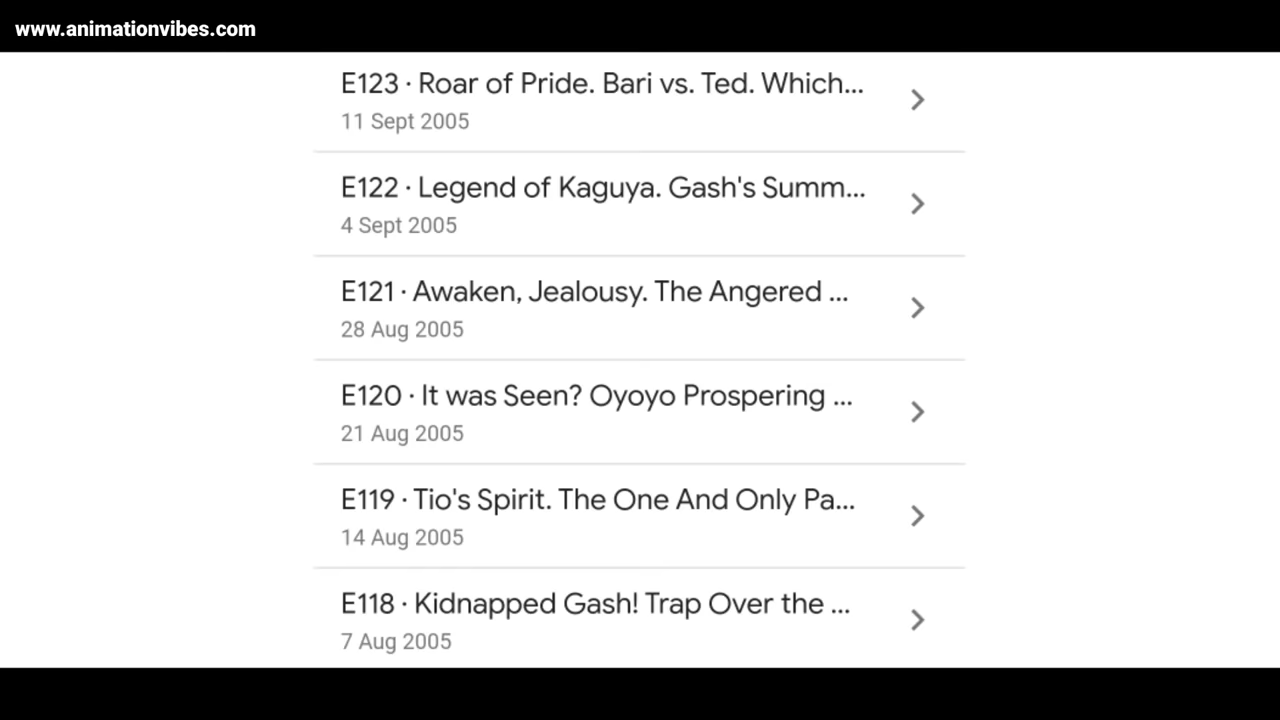 www.animationvibes.com
E123 · Roar of Pride. Bari vs. Ted. Which...
11 Sept 2005
E122 · Legend of Kaguya. Gash's Summ...
4 Sept 2005
E121 · Awaken, Jealousy. The Angered ...
28 Aug 2005
E120 · It was Seen? Oyoyo Prospering ...
21 Aug 2005
E119 · Tio's Spirit. The One And Only Pa...
14 Aug 2005
E118 · Kidnapped Gash! Trap Over the ...
7 Aug 2005